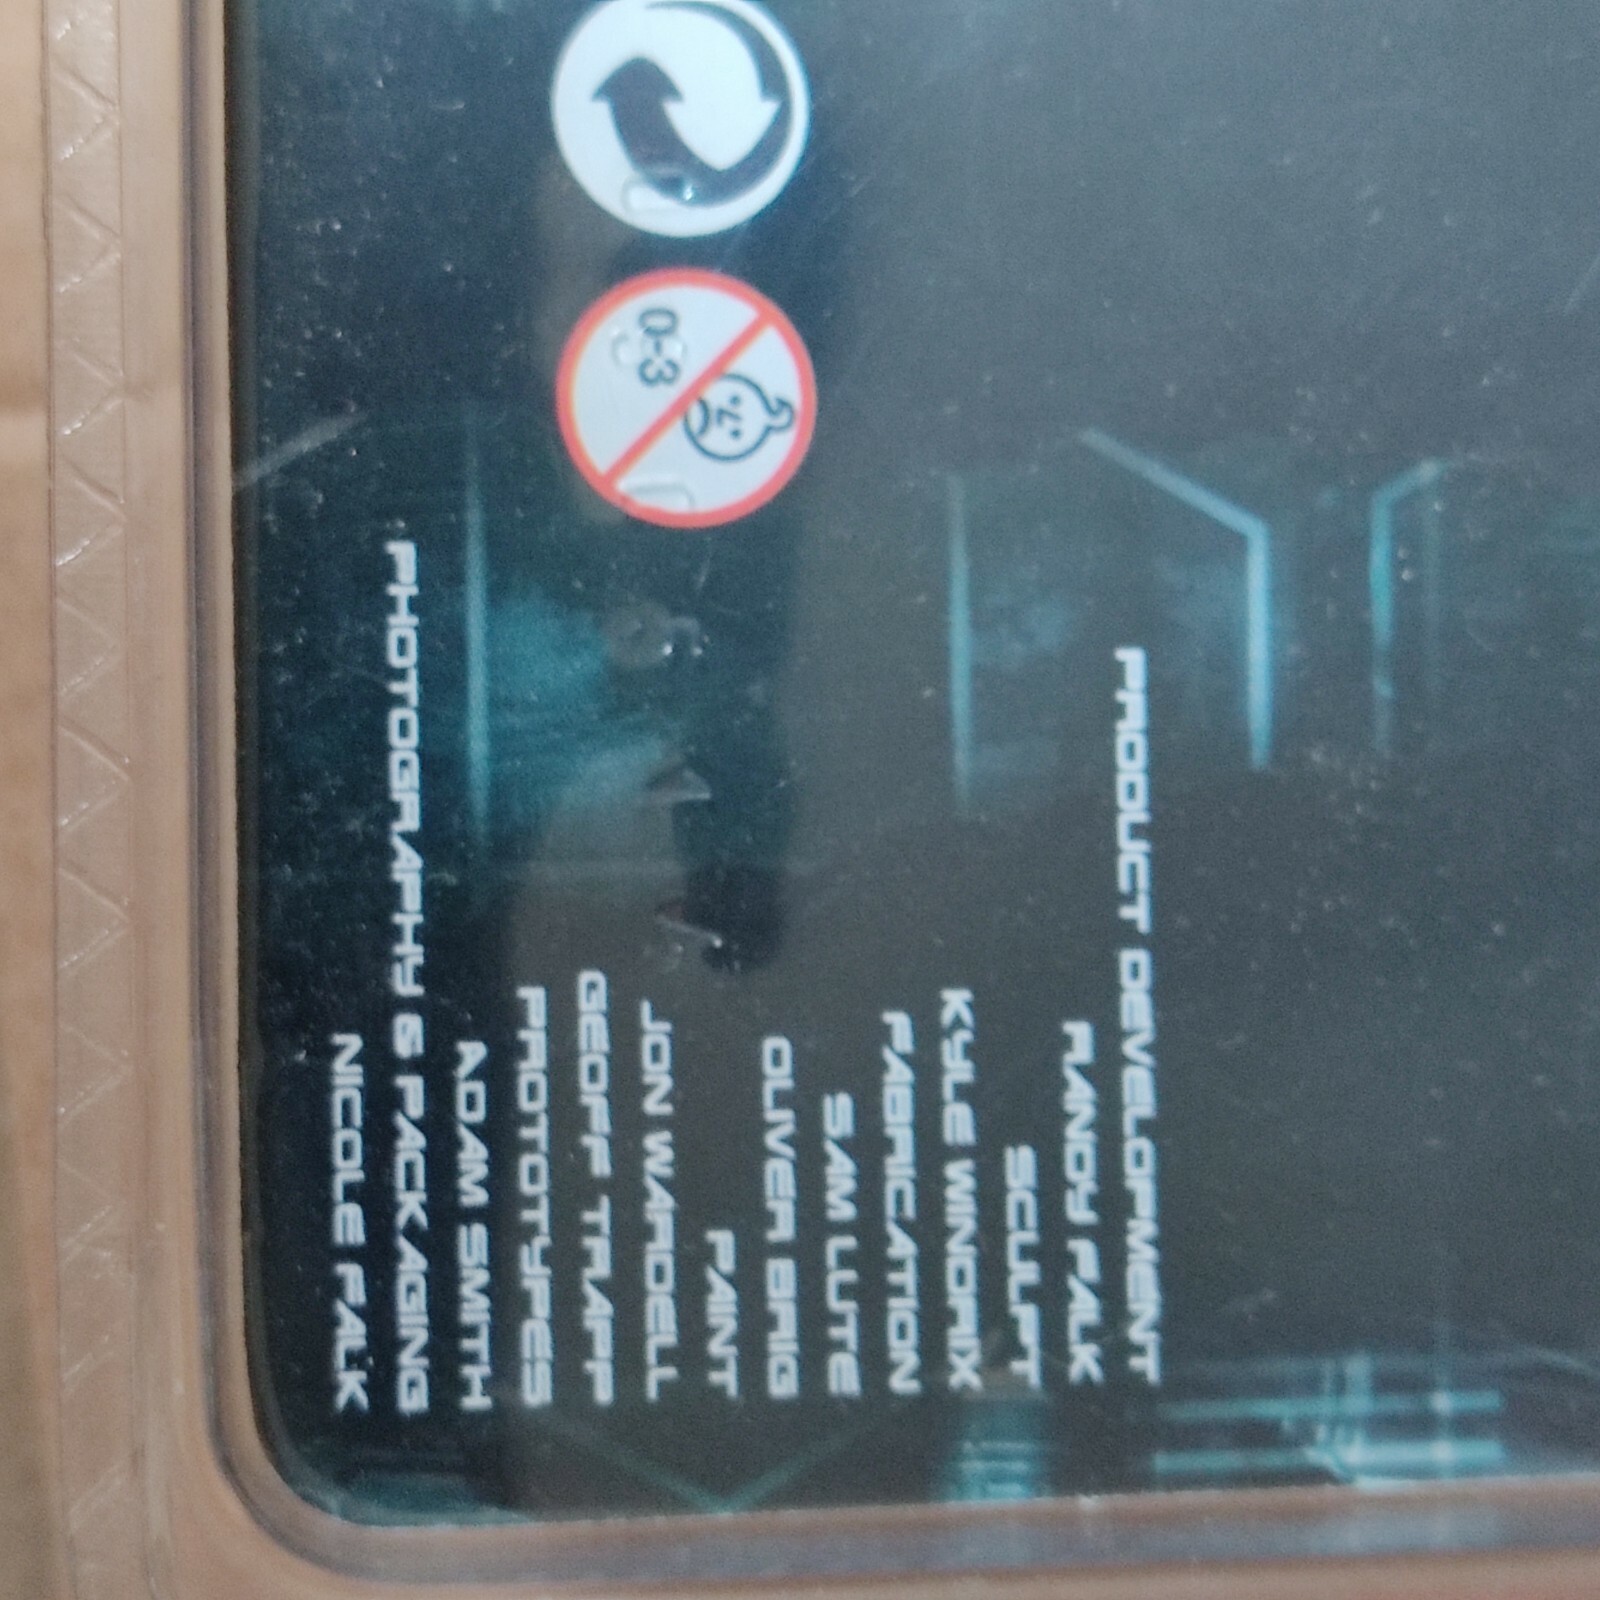 0-3
PRODUCT DEVELOPMENT
RANDY FALK
SCULPT
KYLE WINDRIX
FABRICATION
SAM LUTE
OLIVER BRIG
PAINT
JON WARDELL
GEOFF TRAPP
PROTOTYPES
ADAM SMITH
PHOTOGRAPHY & PACKAGING
NICOLE FALK